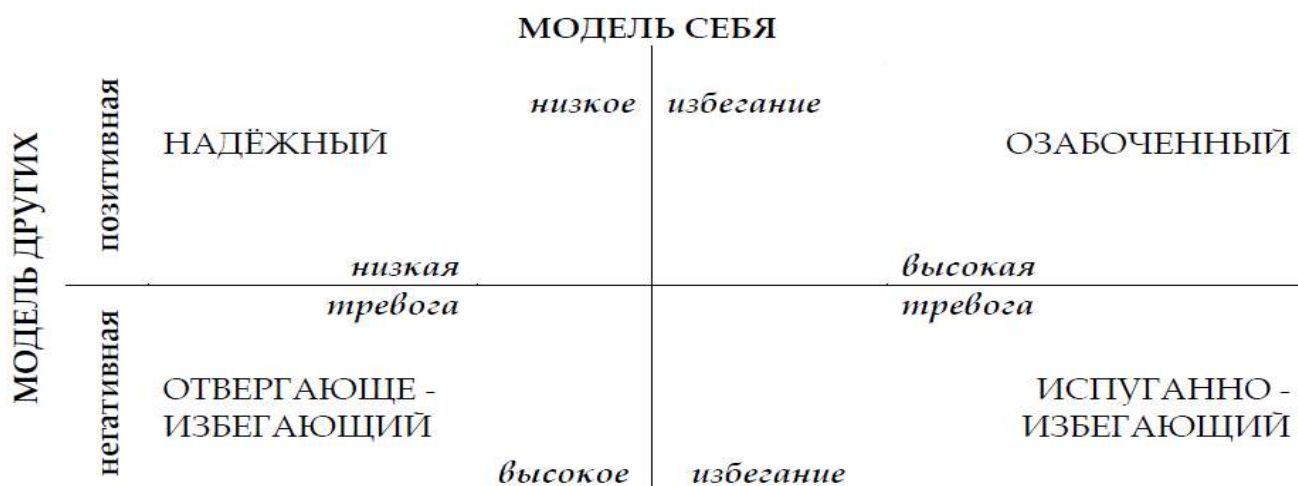 МОДЕЛЬ СЕБЯ
МОДЕЛЬ ДРУГИХ
позитивная
низкое избегание
НАДЁЖНЫЙ
ОЗАБОЧЕННЫЙ
низкая
высокая
тревога
тревога
негативная
ОТВЕРГАЮЩЕ -
ИЗБЕГАЮЩИЙ
ИСПУГАННО -
ИЗБЕГАЮЩИЙ
высокое избегание